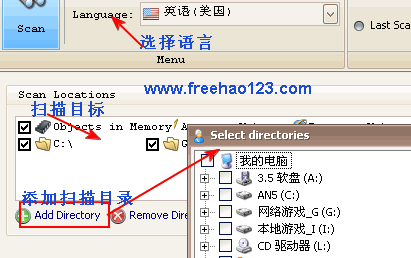 Language: 英语(美国)
Scan
选择语言
Last Sca
Menu
www.freehao123.com
Scan Locations
扫描目标
Objects in Memory
C:\
G
Select directories
我的电脑
3.5 软盘 (A:)
AN5 (C:)
网络游戏_G (G:)
本地游戏_I (I:)
CD 驱动器 (L:)
添加扫描目录
Add Directory
Remove Dire